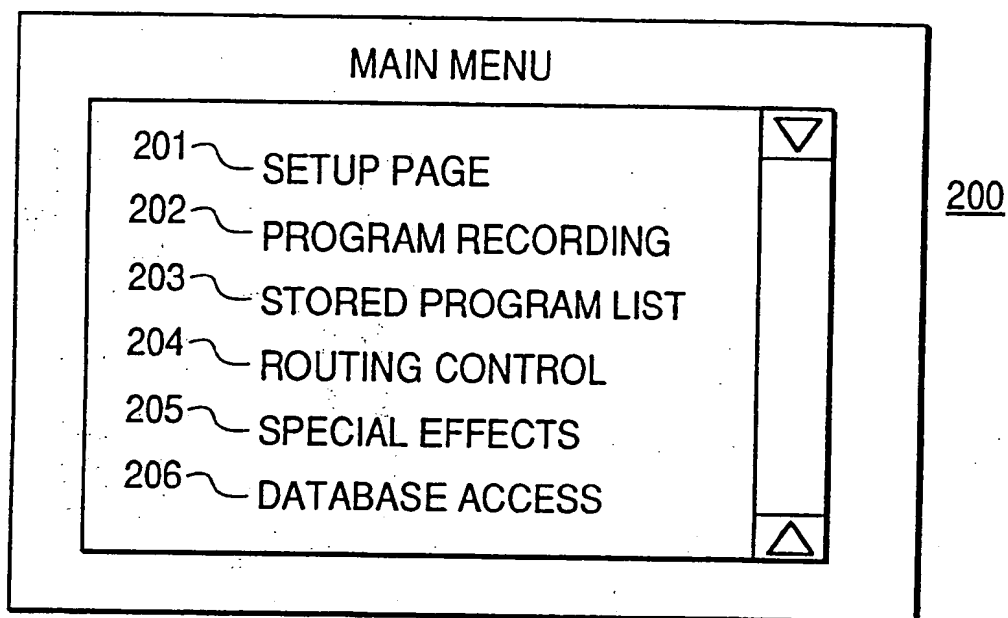 MAIN MENU
201 SETUP PAGE
200
202 PROGRAM RECORDING
203 STORED PROGRAM LIST
204 ROUTING CONTROL
205 SPECIAL EFFECTS
206 DATABASE ACCESS